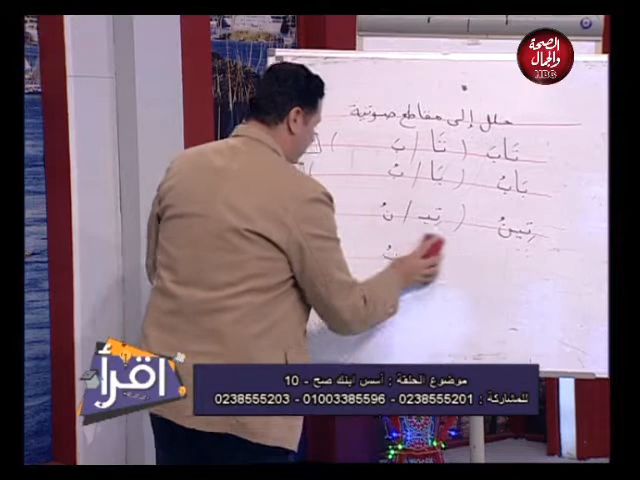 الصحة
والجمال
HBC
حلل إلى مقاطع صوتية
تَابَ ( تَا / بَ )
بَابُ ( بَا / بُ
تِينُ ( تِيـ / نُ
اقرأ
موضوع الحلقة : أسس ابنك صح - 10
للمشاركة : 0238555201 - 01003385596 - 0238555203